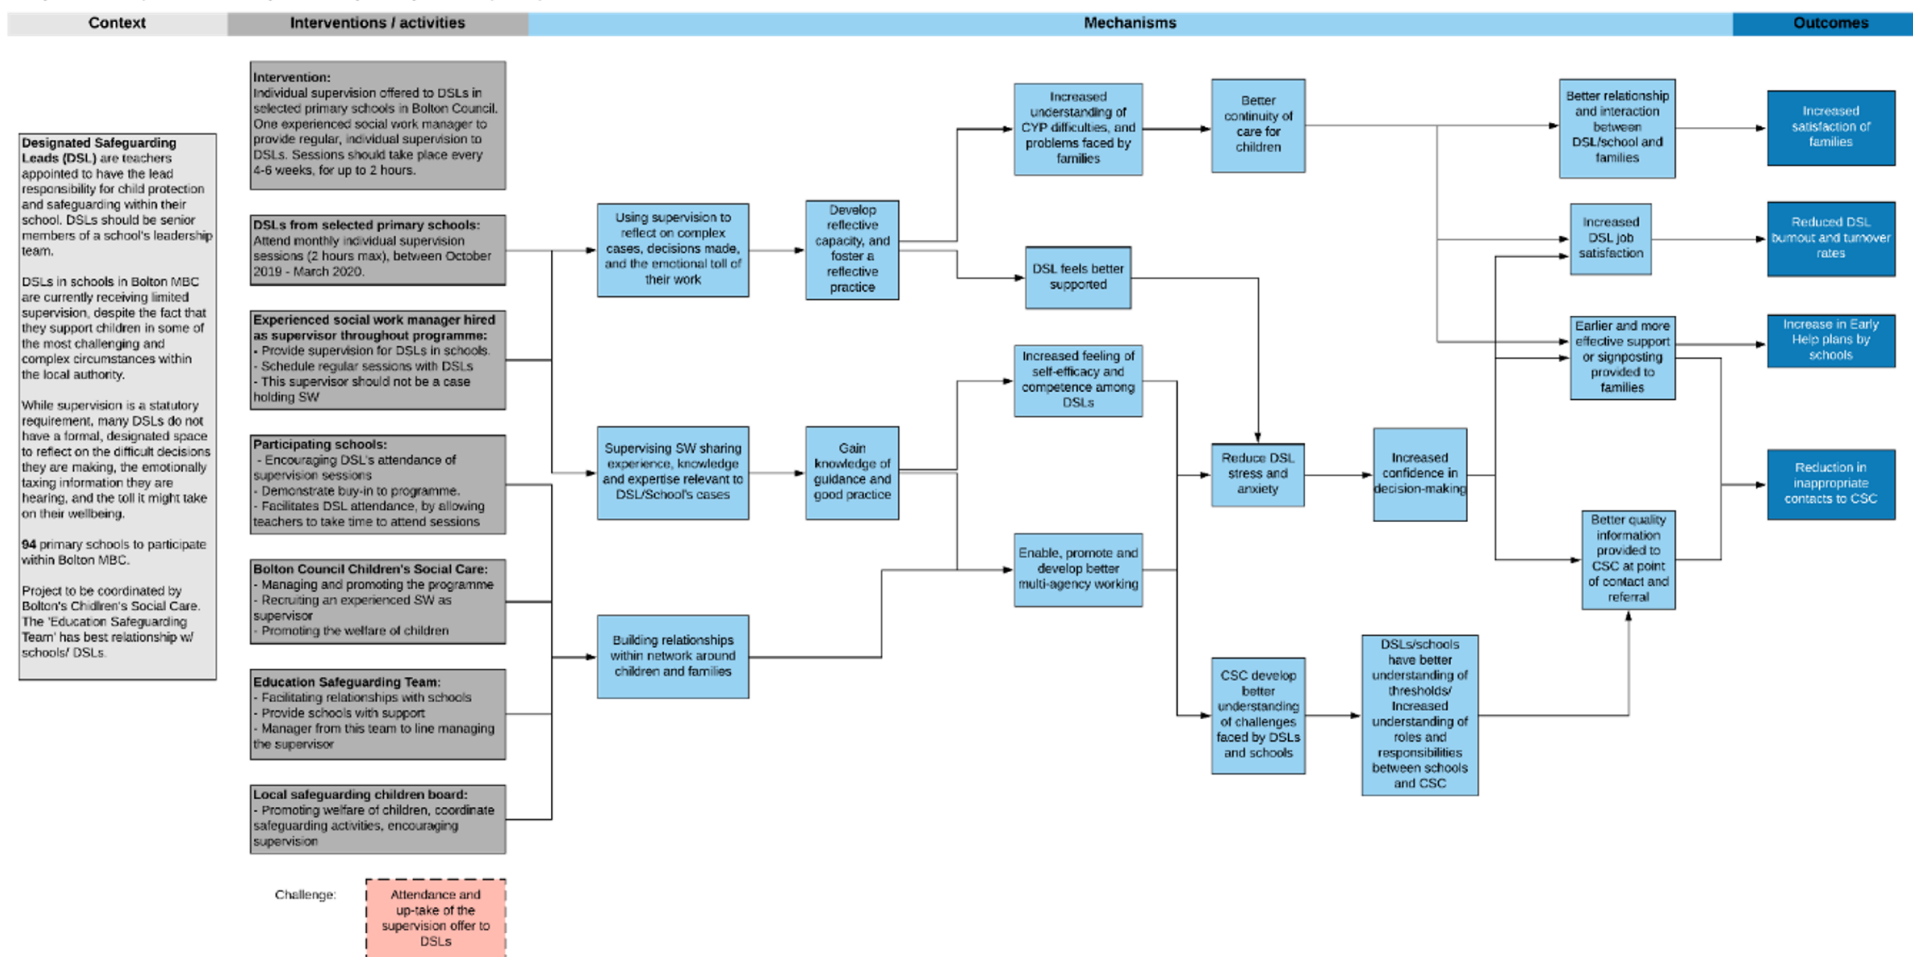 Context
Interventions / activities
Mechanisms
Outcomes
Designated Safeguarding
Leads (DSL) are teachers
appointed to have the lead
responsibility for child protection
and safeguarding within their
school. DSLs should be senior
members of a school's leadership
team.
DSLs in schools in Bolton MBC
are currently receiving limited
supervision, despite the fact that
they support children in some of
the most challenging and
complex circumstances within
the local authority.
While supervision is a statutory
requirement, many DSLs do not
have a formal, designated space
to reflect on the difficult decisions
they are making, the emotionally
taxing information they are
hearing, and the toll it might take
on their wellbeing.
94 primary schools to participate
within Bolton MBC.
Project to be coordinated by
Bolton's Chidlren's Social Care.
The 'Education Safeguarding
Team' has best relationship w/
schools/ DSLs.
Intervention:
Individual supervision offered to DSLs in
selected primary schools in Bolton Council.
One experienced social work manager to
provide regular, individual supervision to
DSLs. Sessions should take place every
4-6 weeks, for up to 2 hours.
DSLs from selected primary schools:
Attend monthly individual supervision
sessions (2 hours max), between October
2019 - March 2020.
Experienced social work manager hired
as supervisor throughout programme:
- Provide supervision for DSLs in schools.
- Schedule regular sessions with DSLs
- This supervisor should not be a case
holding SW
Participating schools:
- Encouraging DSL's attendance of
supervision sessions
- Demonstrate buy-in to programme.
- Facilitates DSL attendance, by allowing
teachers to take time to attend sessions
Bolton Council Children's Social Care:
- Managing and promoting the programme
- Recruiting an experienced SW as
supervisor
- Promoting the welfare of children
Education Safeguarding Team:
- Facilitating relationships with schools
- Provide schools with support
- Manager from this team to line managing
the supervisor
Local safeguarding children board:
- Promoting welfare of children, coordinate
safeguarding activities, encouraging
supervision
Challenge:
Attendance and
up-take of the
supervision offer to
DSLs
Using supervision to
reflect on complex
cases, decisions made,
and the emotional toll of
their work
Supervising SW sharing
experience, knowledge
and expertise relevant to
DSL/School's cases
Building relationships
within network around
children and families
Develop
reflective
capacity, and
foster a
reflective
practice
Gain
knowledge of
guidance and
good practice
Increased
understanding of
CYP difficulties, and
problems faced by
families
DSL feels better
supported
Increased feeling of
self-efficacy and
competence among
DSLs
Enable, promote and
develop better
multi-agency working
Better
continuity of
care for
children
Reduce DSL
stress and
anxiety
CSC develop
better
understanding
of challenges
faced by DSLs
and schools
Increased
confidence in
decision-making
DSLs/schools
have better
understanding of
thresholds/
Increased
understanding of
roles and
responsibilities
between schools
and CSC
Better relationship
and interaction
between
DSL/school and
families
Increased
DSL job
satisfaction
Earlier and more
effective support
or signposting
provided to
families
Better quality
information
provided to
CSC at point
of contact and
referral
Increased
satisfaction of
families
Reduced DSL
burnout and turnover
rates
Increase in Early
Help plans by
schools
Reduction in
inappropriate
contacts to CSC